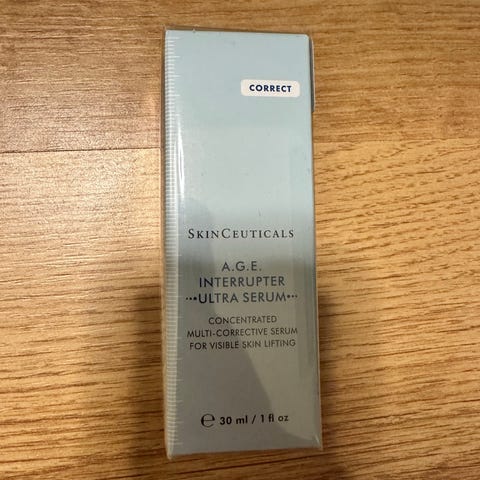 CORRECT
SKINCEUTICALS
A.G.E.
INTERRUPTER
ULTRA SERUM
CONCENTRATED
MULTI-CORRECTIVE SERUM
FOR VISIBLE SKIN LIFTING
℮ 30 ml / 1 fl oz